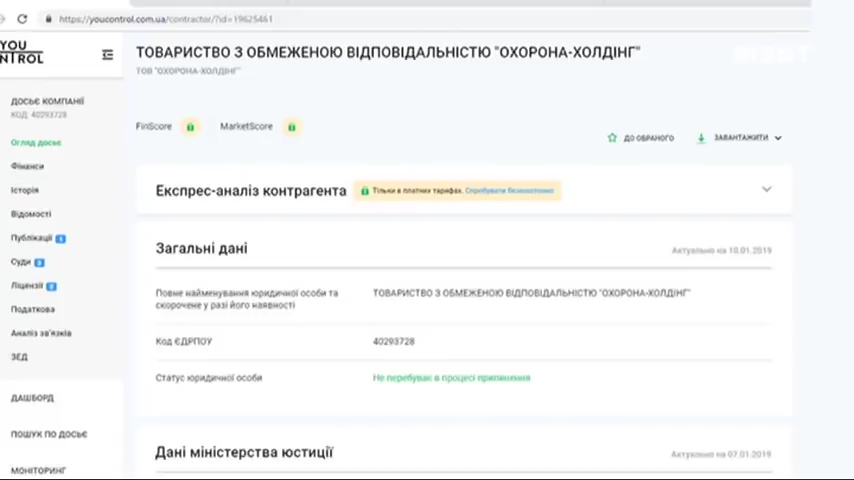 https://youcontrol.com.ua/contractor/?id=19625461
YOU
NTROL
ТОВАРИСТВО З ОБМЕЖЕНОЮ ВІДПОВІДАЛЬНІСТЮ "ОХОРОНА-ХОЛДІНГ"
ТОВ "ОХОРОНА-ХОЛДІНГ"
ДОСЬЄ КОМПАНІЇ
КОД: 40293728
FinScore
MarketScore
ДО ОБРАНОГО
ЗАВАНТАЖИТИ
Огляд досьє
Фінанси
Історія
Відомості
Публікації
Суди
Ліцензії
Податкова
Аналіз зв'язків
ЗЕД
ДАШБОРД
ПОШУК ПО ДОСЬЄ
МОНІТОРИНГ
Експрес-аналіз контрагента
Тільки в платних тарифах. Спробувати безкоштовно
Загальні дані
Актуально на 10.01.2019
Повне найменування юридичної особи та
скорочене у разі його наявності
ТОВАРИСТВО З ОБМЕЖЕНОЮ ВІДПОВІДАЛЬНІСТЮ "ОХОРОНА-ХОЛДІНГ"
Код ЄДРПОУ
40293728
Статус юридичної особи
Не перебуває в процесі припинення
Дані міністерства юстиції
Актуально на 07.01.2019